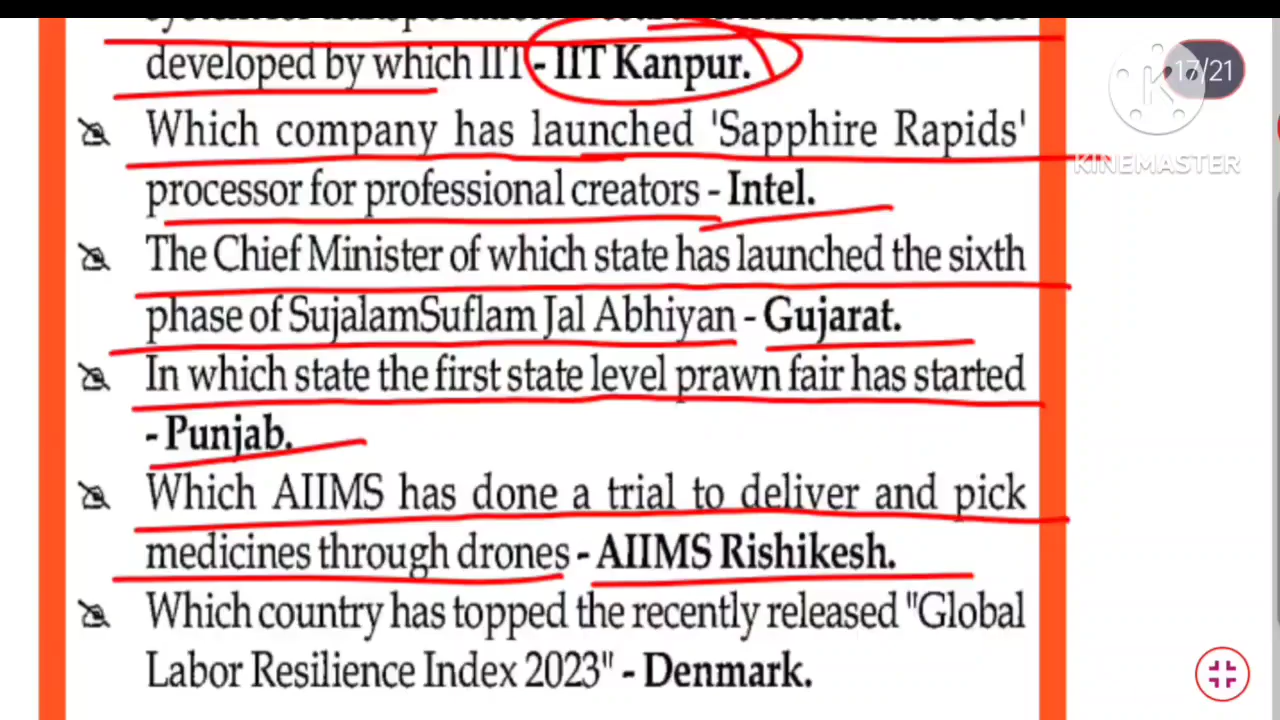 developed by which IIT - IIT Kanpur.
17/21
Which company has launched 'Sapphire Rapids'
KINEMASTER
processor for professional creators - Intel.
The Chief Minister of which state has launched the sixth
phase of SujalamSuflam Jal Abhiyan - Gujarat.
In which state the first state level prawn fair has started
- Punjab.
Which AIIMS has done a trial to deliver and pick
medicines through drones - AIIMS Rishikesh.
Which country has topped the recently released "Global
Labor Resilience Index 2023" - Denmark.